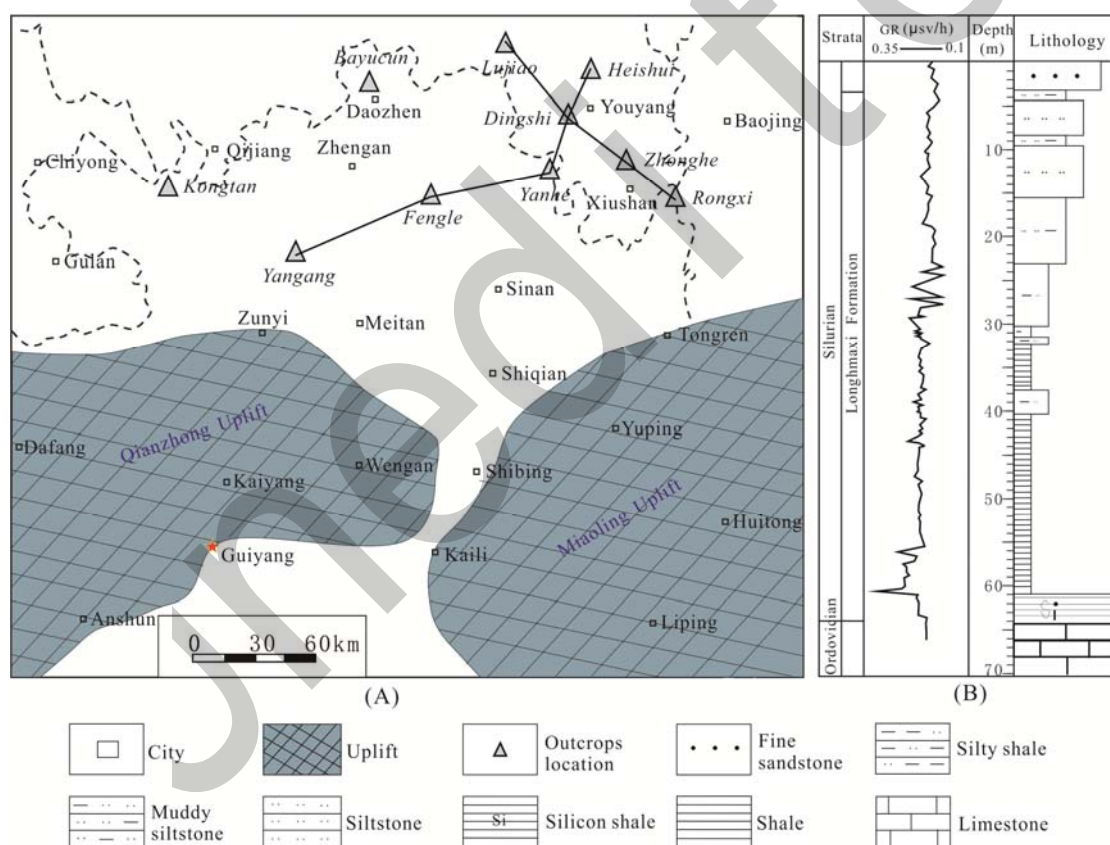 Lujiao
Bayucun
Heishui
Daozhen
Dingshi
Youyang
Baojing
Qijiang
Zhengan
Chiyong
Zhonghe
Kongtan
Yanhe
Xiushan
Rongxi
Fengle
Gulan
Yangang
Sinan
Zunyi
Meitan
Tongren
Shiqian
Qianzhong Uplift
Yuping
Dafang
Wengan
Shibing
Kaiyang
Miaoling Uplift
Huitong
Guiyang
Kaili
Anshun
Liping
0 30 60km
(A)
Strata
GR (μsv/h)
0.35 0.1
Depth
(m)
Lithology
Silurian
Longhmaxi Formation
Ordovician
10
20
30
40
50
60
70
(B)
City
Uplift
Outcrops
location
Fine
sandstone
Silty shale
Muddy
siltstone
Siltstone
Si
Silicon shale
Shale
Limestone